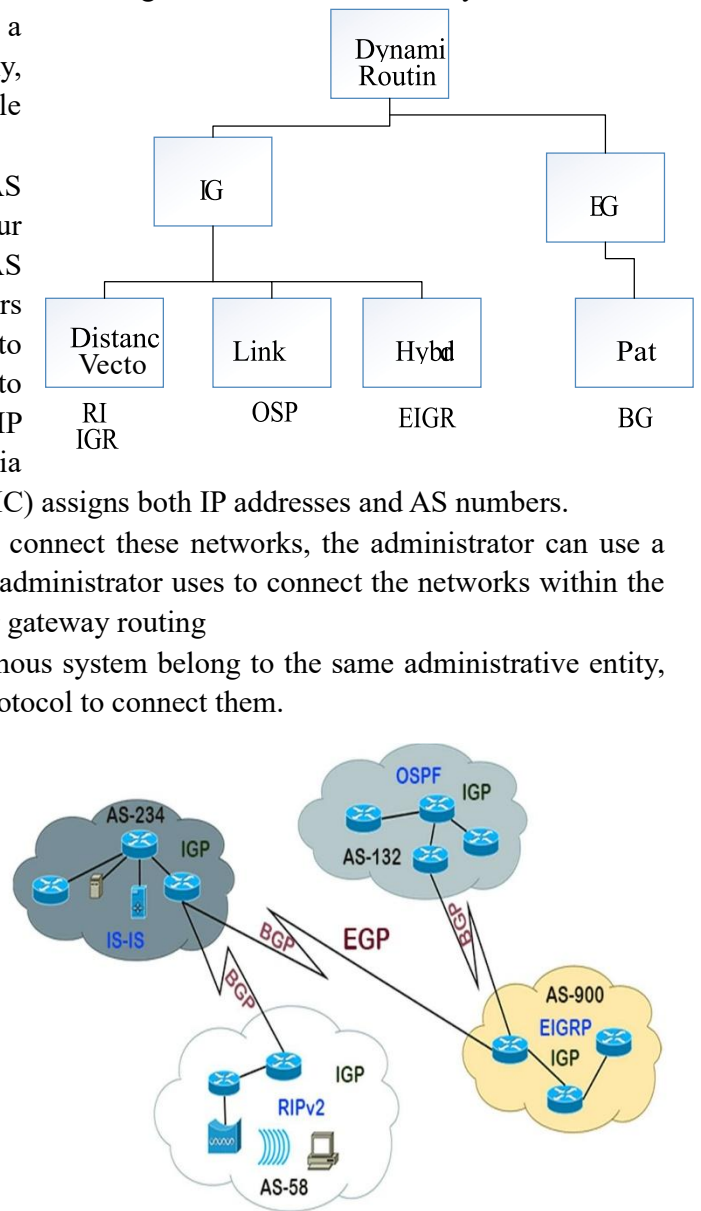 a
y,
le
AS
ur
AS
rs
to
to
IP
ia
Dynami
Routin
IG
EG
Distanc
Vecto
Link
Hybrid
Pat
RI
IGR
OSP
EIGR
BG
IC) assigns both IP addresses and AS numbers.
connect these networks, the administrator can use a
administrator uses to connect the networks within the
gateway routing
nous system belong to the same administrative entity,
otocol to connect them.
OSPF
IGP
AS-132
AS-234
IGP
IS-IS
BGP
EGP
BGP
BGP
AS-900
EIGRP
IGP
IGP
RIPv2
AS-58